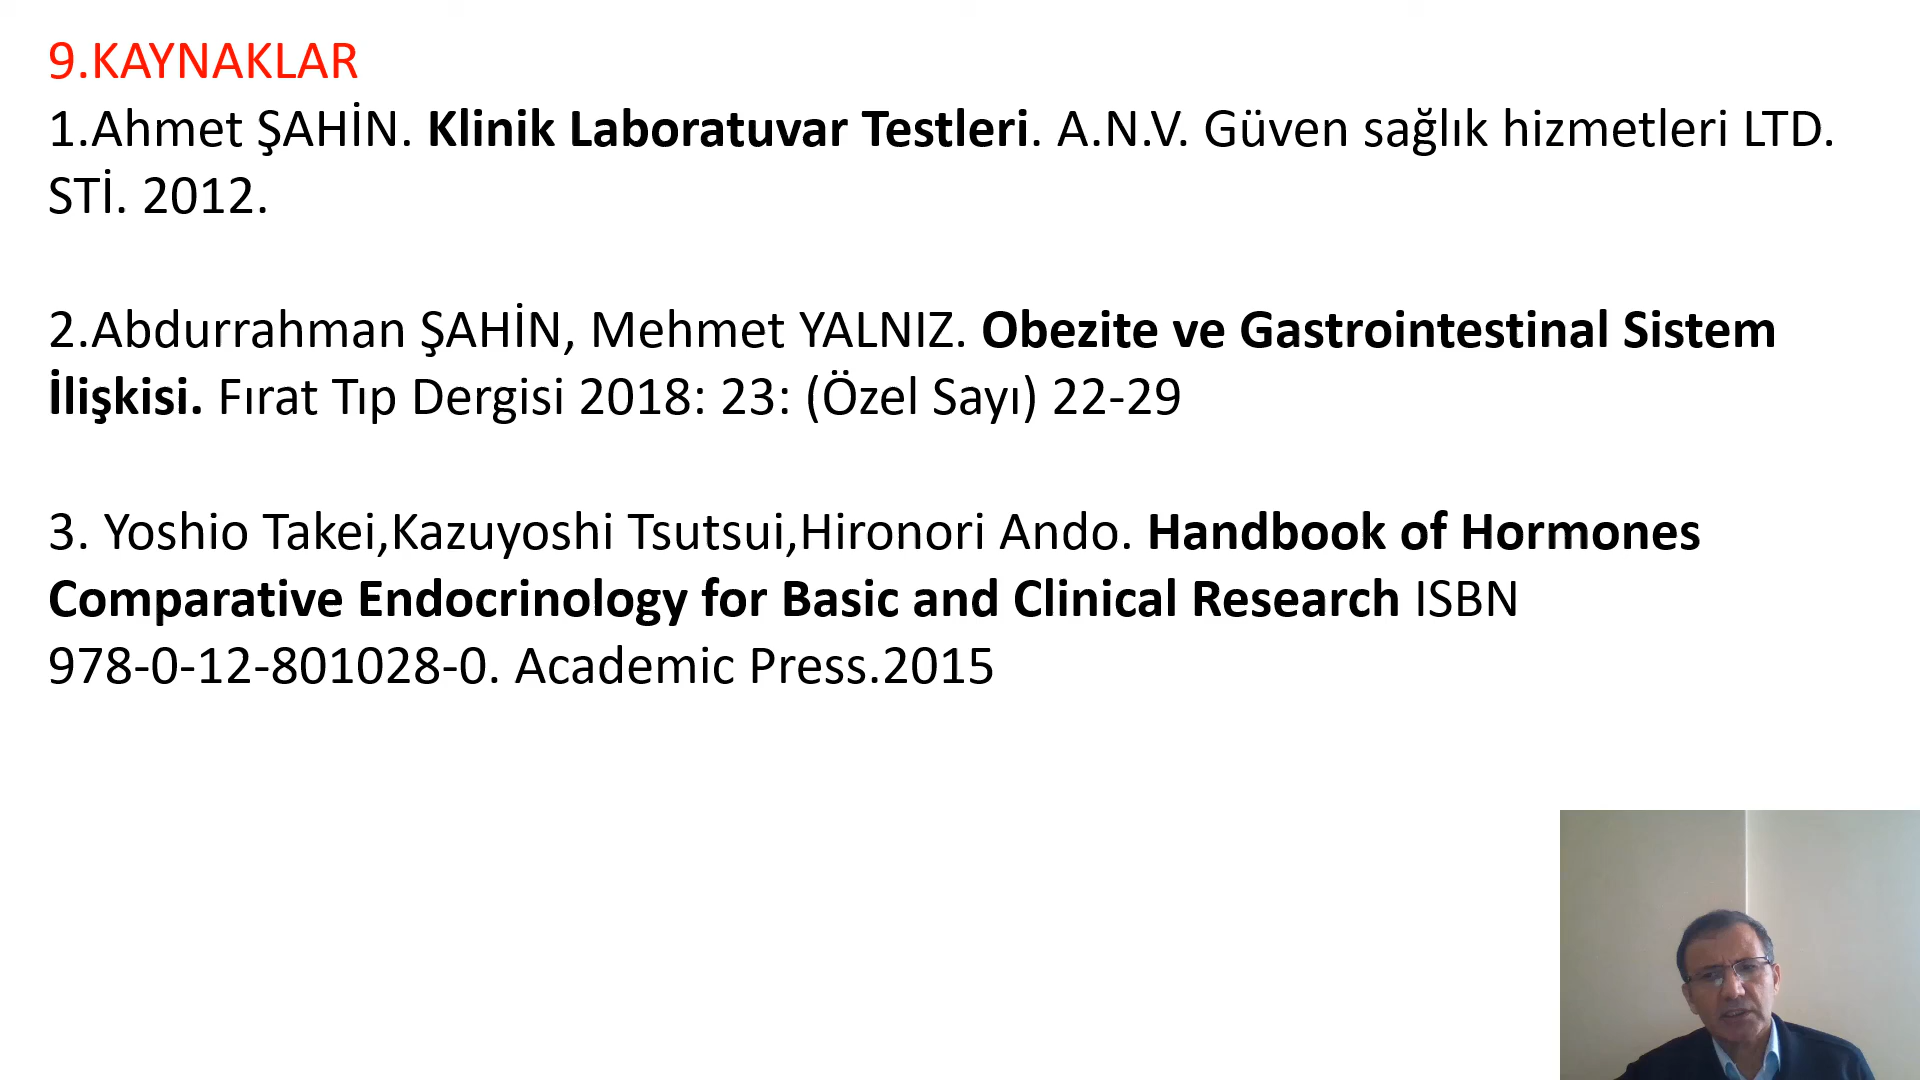 9.KAYNAKLAR
1.Ahmet ŞAHİN. Klinik Laboratuvar Testleri. A.N.V. Güven sağlık hizmetleri LTD.
STİ. 2012.
2.Abdurrahman ŞAHİN, Mehmet YALNIZ. Obezite ve Gastrointestinal Sistem
İlişkisi. Fırat Tıp Dergisi 2018: 23: (Özel Sayı) 22-29
3. Yoshio Takei,Kazuyoshi Tsutsui,Hironori Ando. Handbook of Hormones
Comparative Endocrinology for Basic and Clinical Research ISBN
978-0-12-801028-0. Academic Press.2015